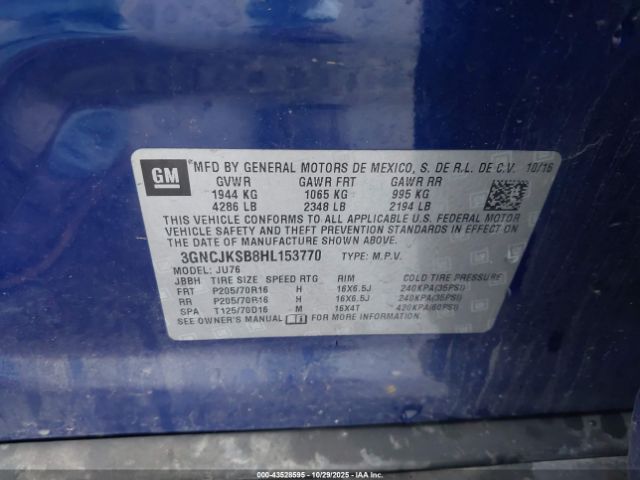 GM
MFD BY GENERAL MOTORS DE MEXICO, S. DE R.L. DE C.V. 10/16
GVWR GAWR FRT GAWR RR
1944 KG 1065 KG 995 KG
4286 LB 2348 LB 2194 LB
THIS VEHICLE CONFORMS TO ALL APPLICABLE U.S. FEDERAL MOTOR
VEHICLE SAFETY AND THEFT PREVENTION STANDARDS IN EFFECT ON
THE DATE OF MANUFACTURE SHOWN ABOVE.
3GNCJKSB8HL153770 TYPE: M.P.V.
MODEL: JU76
JBBH TIRE SIZE SPEED RTG RIM COLD TIRE PRESSURE
FRT P205/70R16 H 16X6.5J 240KPA(35PSI)
RR P205/70R16 H 16X6.5J 240KPA(35PSI)
SPA T125/70D16 M 16X4T 420KPA(60PSI)
SEE OWNER'S MANUAL FOR MORE INFORMATION.
000-43528595 - 10/29/2025 - IAAI.COM